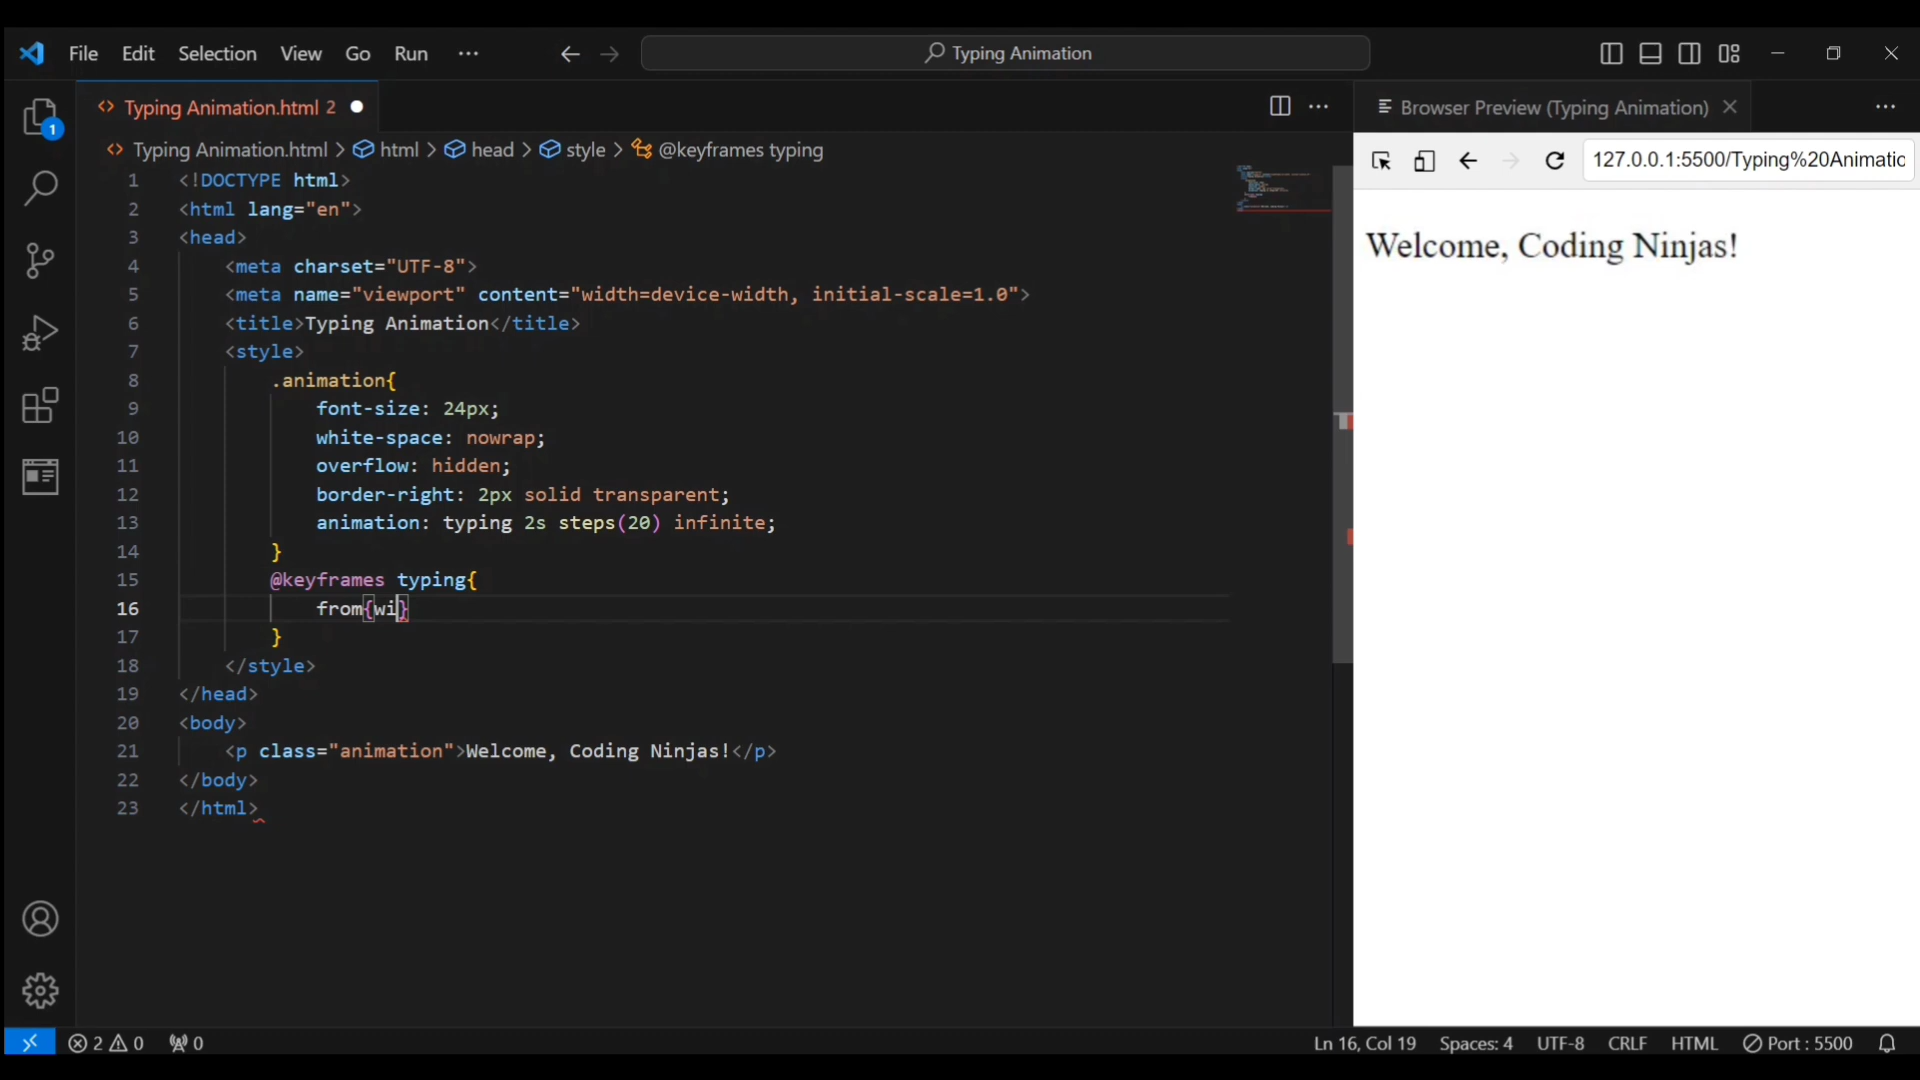 File Edit Selection View Go Run ··· Typing Animation
Typing Animation.html 2
Browser Preview (Typing Animation)
Typing Animation.html > html > head > style > @keyframes typing
127.0.0.1:5500/Typing%20Animatio
1
1 <!DOCTYPE html>
2 <html lang="en">
3 <head>
4 <meta charset="UTF-8">
5 <meta name="viewport" content="width=device-width, initial-scale=1.0">
6 <title>Typing Animation</title>
7 <style>
8 .animation{
9 font-size: 24px;
10 white-space: nowrap;
11 overflow: hidden;
12 border-right: 2px solid transparent;
13 animation: typing 2s steps(20) infinite;
14 }
15 @keyframes typing{
16 from{wi}
17 }
18 </style>
19 </head>
20 <body>
21 <p class="animation">Welcome, Coding Ninjas!</p>
22 </body>
23 </html>
Welcome, Coding Ninjas!
2 0 0 Ln 16, Col 19 Spaces: 4 UTF-8 CRLF HTML Port : 5500